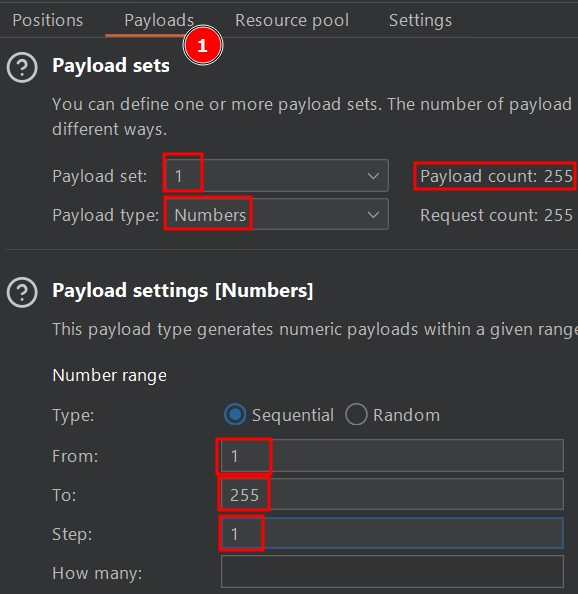 Positions Payloads Resource pool Settings
1
Payload sets
You can define one or more payload sets. The number of payload
different ways.
Payload set: 1 Payload count: 255
Payload type: Numbers Request count: 255
Payload settings [Numbers]
This payload type generates numeric payloads within a given range
Number range
Type: Sequential Random
From: 1
To: 255
Step: 1
How many: